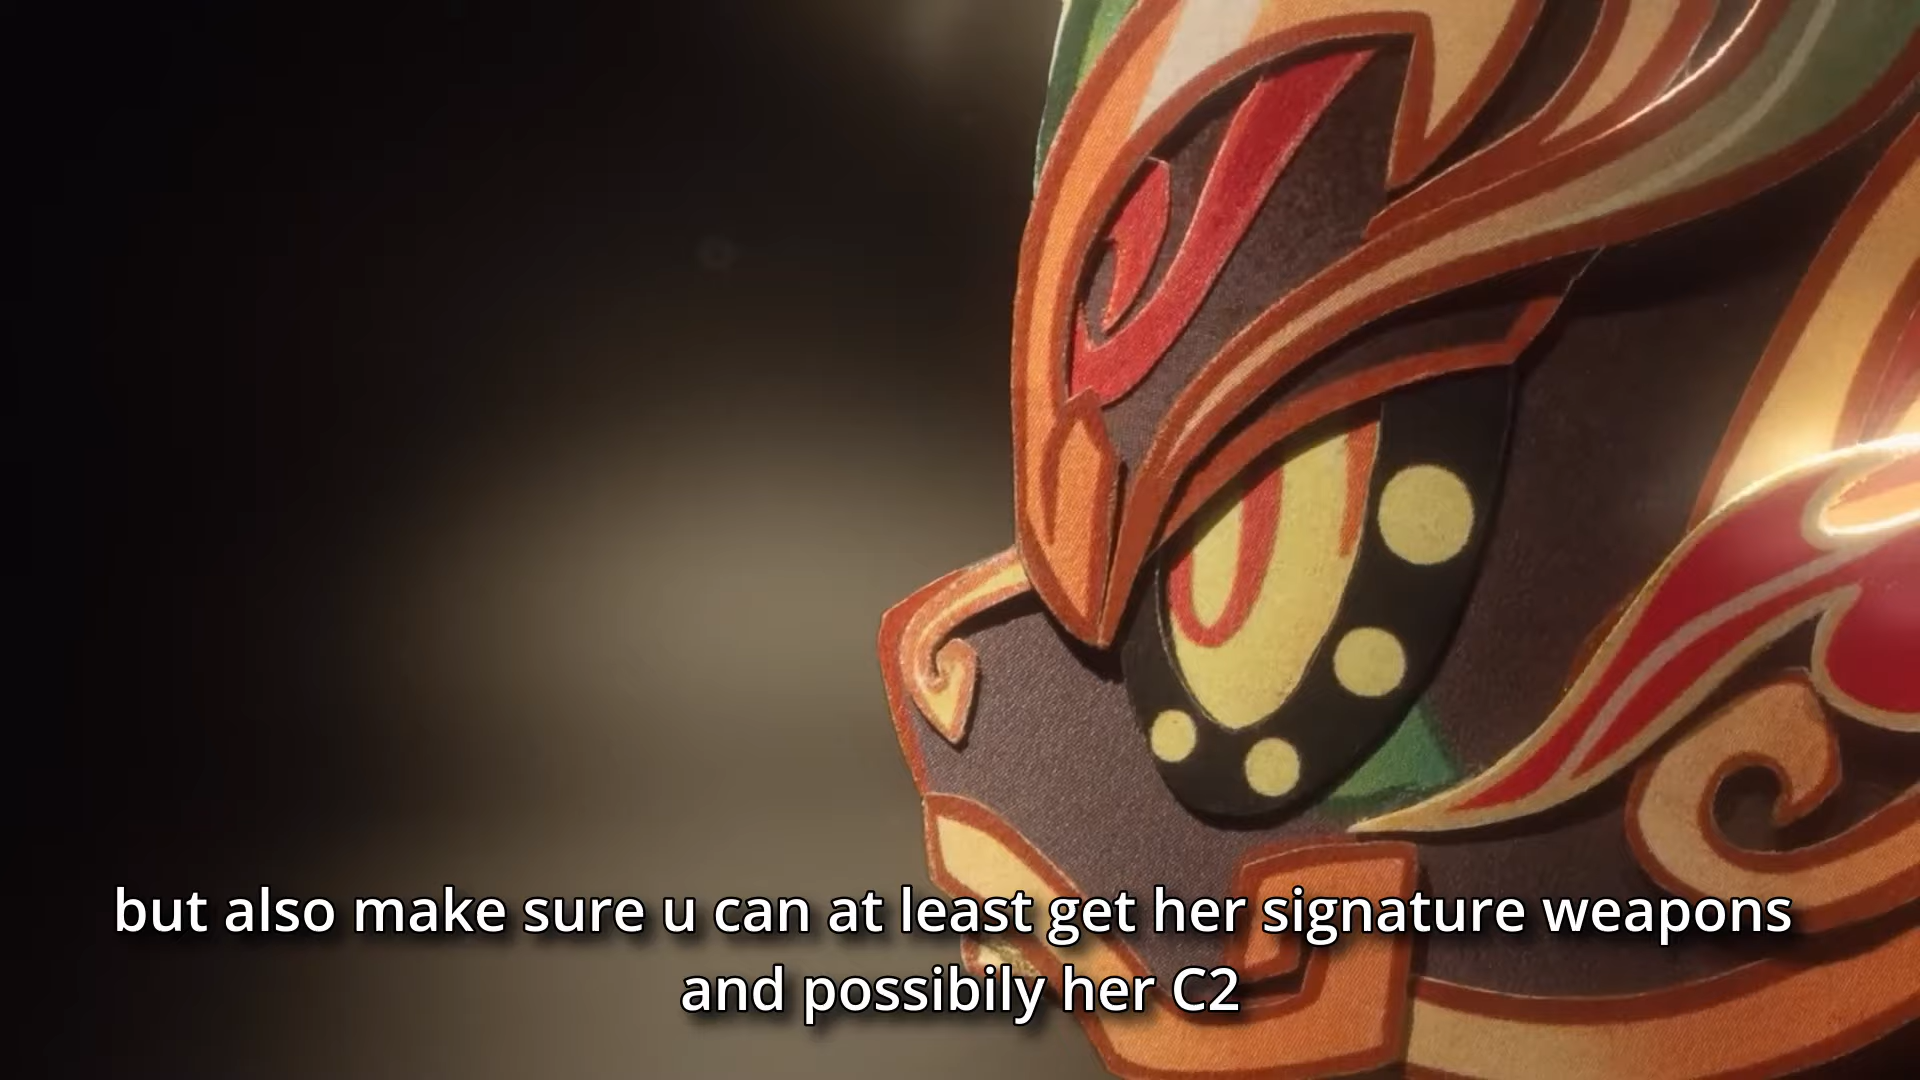 but also make sure u can at least get her signature weapons
and possibily her C2